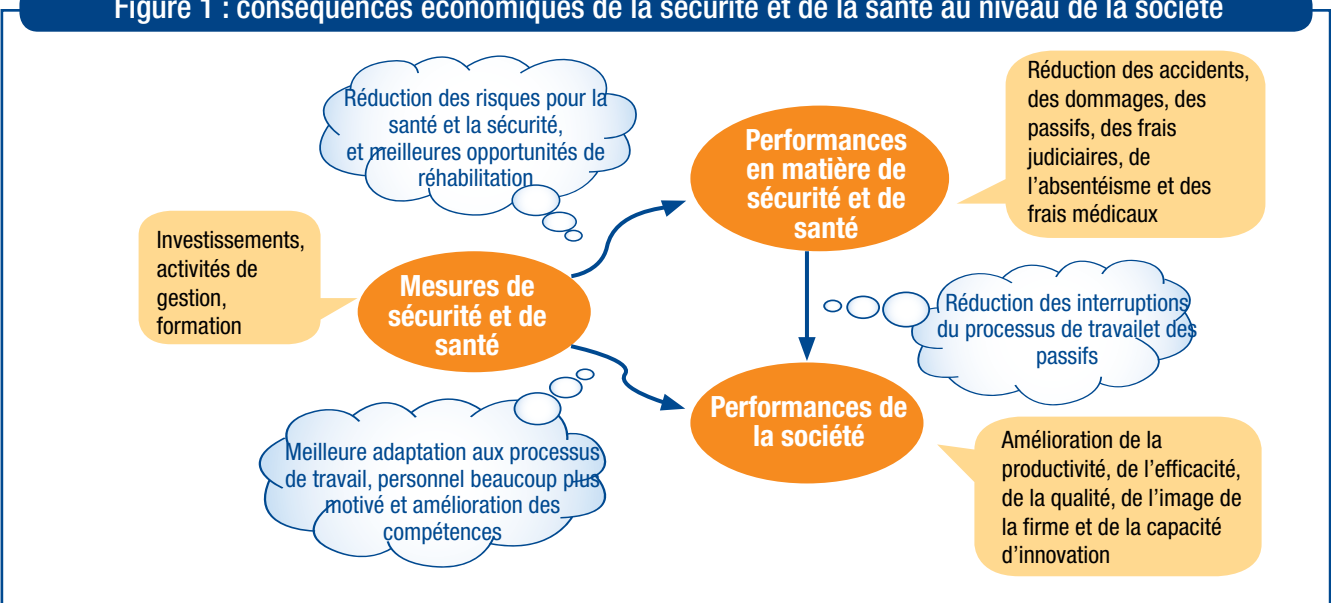 Figure 1 : conséquences économiques de la sécurité et de la santé au niveau de la société
Réduction des risques pour la
santé et la sécurité,
et meilleures opportunités de
réhabilitation
Performances
en matière de
sécurité et de
santé
Réduction des accidents,
des dommages, des
passifs, des frais
judiciaires, de
l’absentéisme et des
frais médicaux
Investissements,
activités de
gestion,
formation
Mesures de
sécurité et de
santé
Réduction des interruptions
du processus de travailet des
passifs
Performances de
la société
Meilleure adaptation aux processus
de travail, personnel beaucoup plus
motivé et amélioration des
compétences
Amélioration de la
productivité, de l’efficacité,
de la qualité, de l’image de
la firme et de la capacité
d’innovation